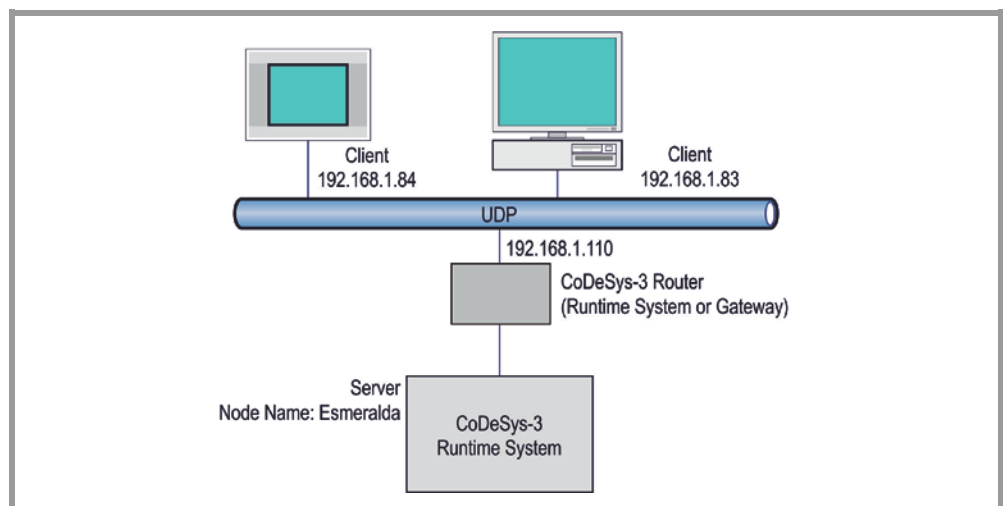 Client
192.168.1.84
Client
192.168.1.83
UDP
192.168.1.110
CoDeSys-3 Router
(Runtime System or Gateway)
Server
Node Name: Esmeralda
CoDeSys-3
Runtime System